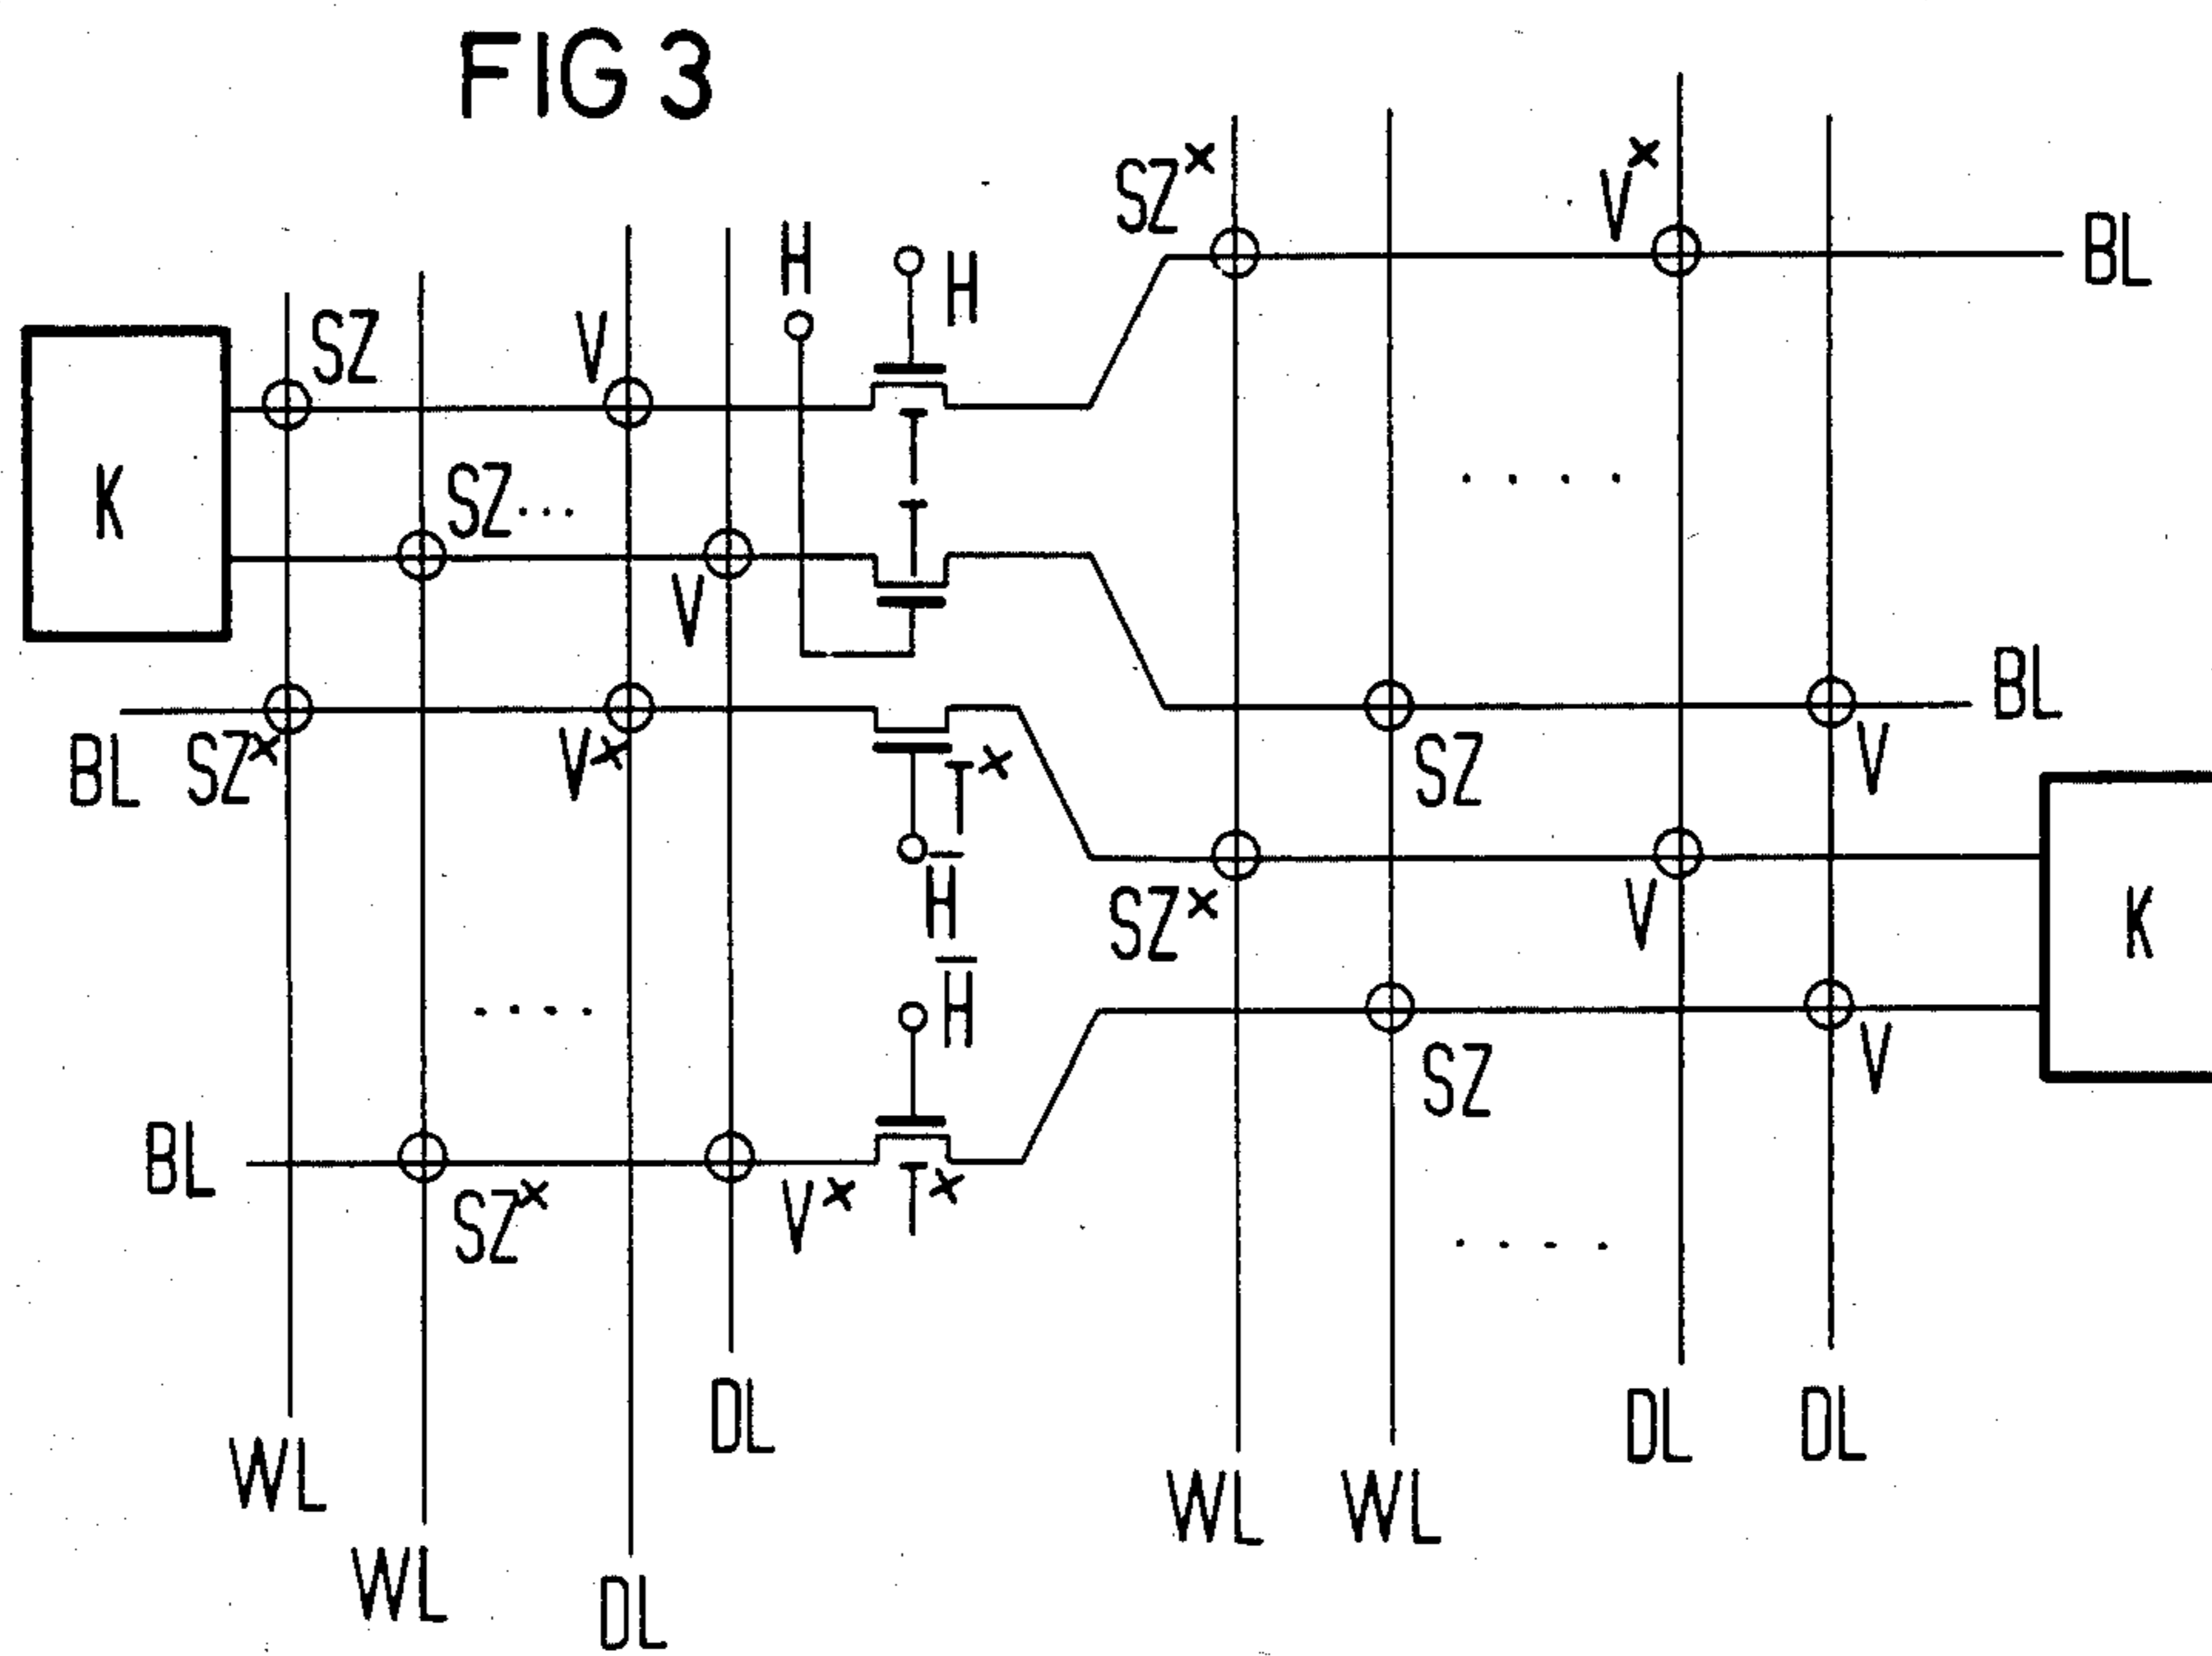 FIG 3
SZ× V×
BL
H H
SZ V
K
SZ...
V
BL
BL SZ× V× T
T
T×
SZ V
H̅
SZ× V
K
H̅
SZ V
BL
SZ× V× T×
DL
DL DL
WL
WL WL
WL
DL